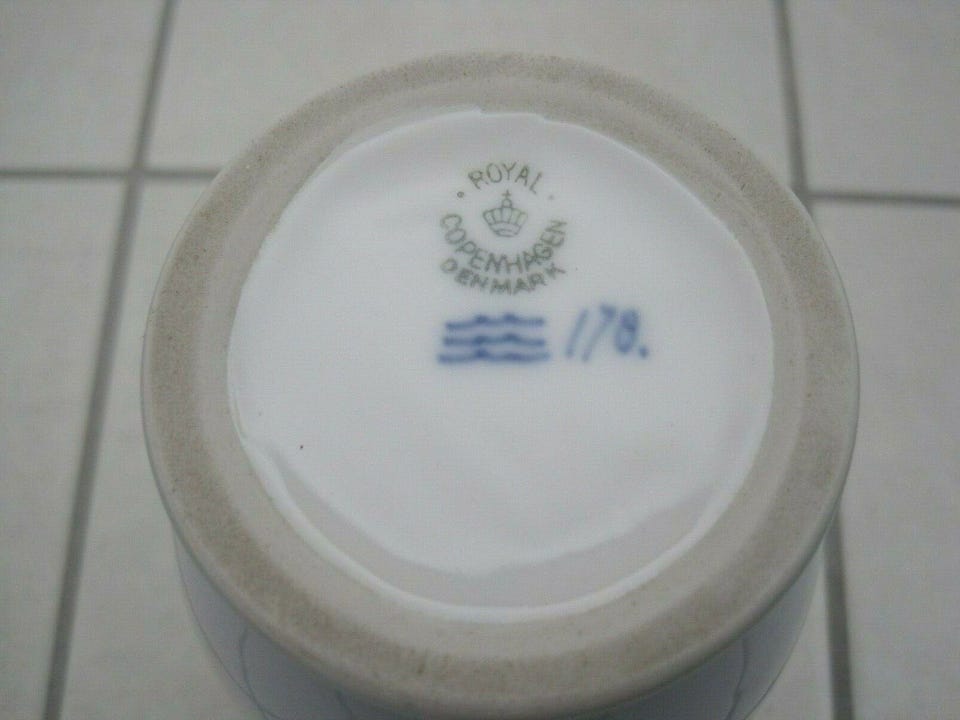 ROYAL
COPENHAGEN
DENMARK
178.